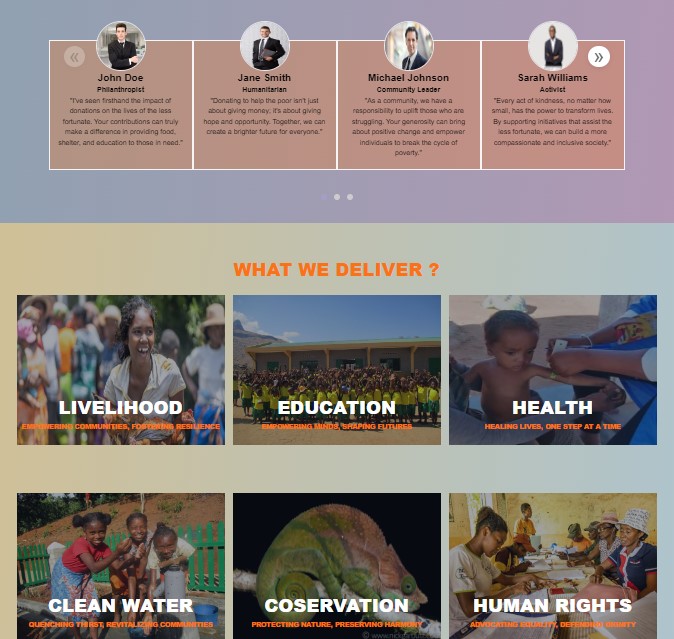 «
»
John Doe
Philanthropist
"I've seen firsthand the impact of
donations on the lives of the less
fortunate. Your contributions can truly
make a difference in providing food,
shelter, and education to those in need."
Jane Smith
Humanitarian
"Donating to help the poor isn't just
about giving money; it's about giving
hope and opportunity. Together, we can
create a brighter future for everyone."
Michael Johnson
Community Leader
"As a community, we have a
responsibility to uplift those who are
struggling. Your generosity can bring
about positive change and empower
individuals to break the cycle of
poverty."
Sarah Williams
Activist
"Every act of kindness, no matter how
small, has the power to transform lives.
By supporting initiatives that assist the
less fortunate, we can build a more
compassionate and inclusive society."
WHAT WE DELIVER ?
LIVELIHOOD
EMPOWERING COMMUNITIES, FOSTERING RESILIENCE
EDUCATION
EMPOWERING MINDS, SHAPING FUTURES
HEALTH
HEALING LIVES, ONE STEP AT A TIME
CLEAN WATER
QUENCHING THIRST, REVITALIZING COMMUNITIES
COSERVATION
PROTECTING NATURE, PRESERVING HARMONY
HUMAN RIGHTS
ADVOCATING EQUALITY, DEFENDING DIGNITY